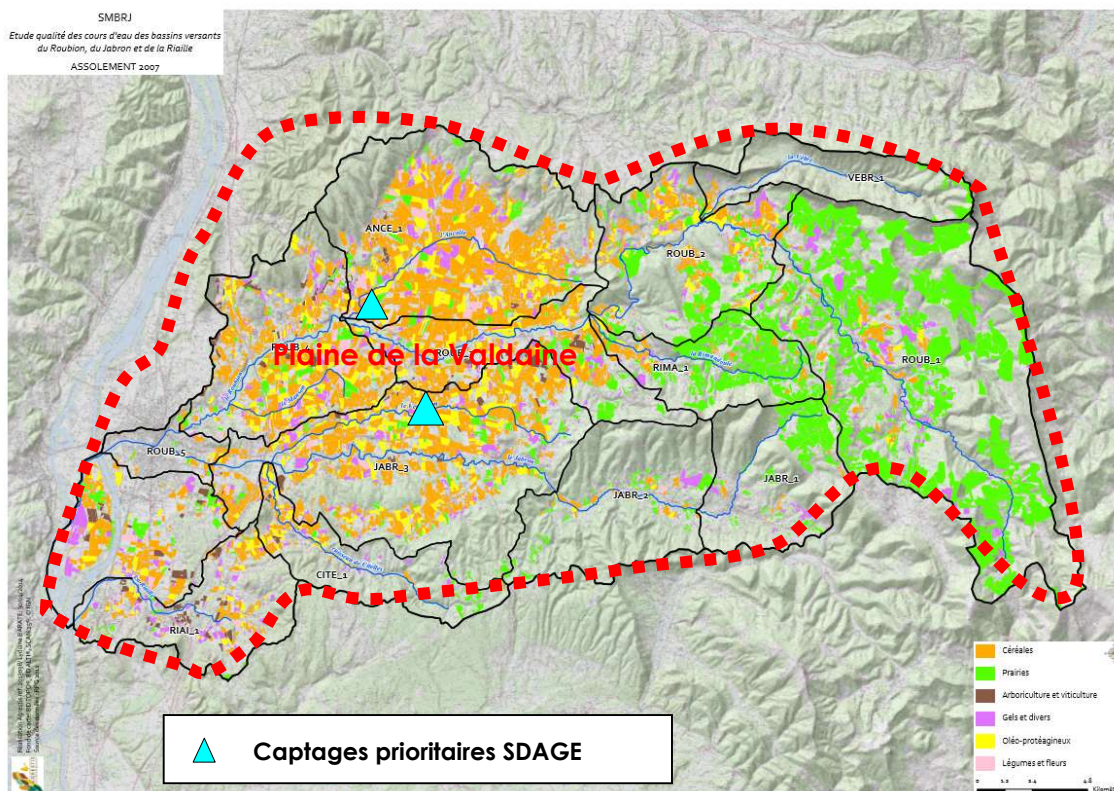 SMBRJ
Etude qualité des cours d'eau des bassins versants
du Roubion, du Jabron et de la Riaille
ASSOLEMENT 2007
VEBR_1
ANCE_1
ROUB_2
ROUB_1
Plaine de la Valdaine
RIMA_1
ROUB_5
JABR_3
JABR_2
JABR_1
CITE_1
RIAI_1
Captages prioritaires SDAGE
Céréales
Prairies
Arboriculture et viticulture
Gels et divers
Oléo-protéagineux
Légumes et fleurs